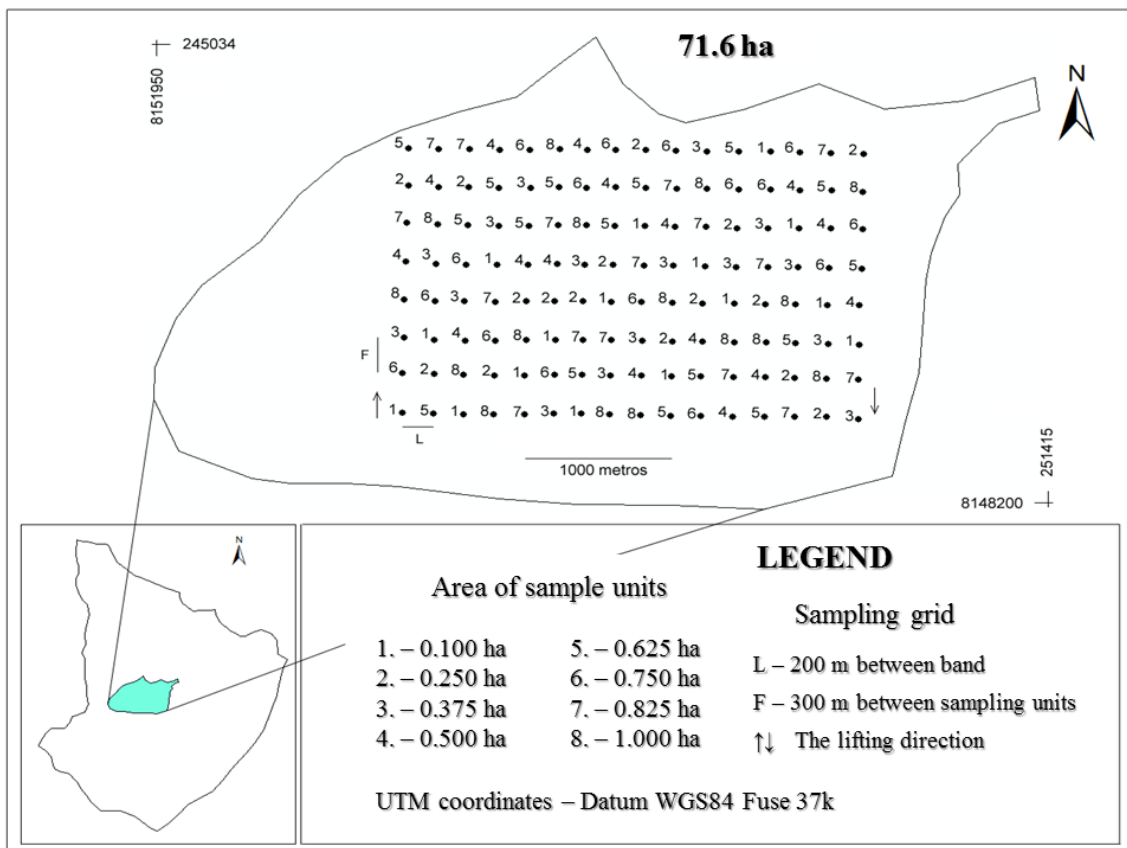 71.6 ha
245034
8151950
N
5 7 7 4 6 8 4 6 2 6 3 5 1 6 7 2
2 4 2 5 3 5 6 4 5 7 8 6 6 4 5 8
7 8 5 3 5 7 8 5 1 4 7 2 3 1 4 6
4 3 6 1 4 4 3 2 7 3 1 3 7 3 6 5
8 6 3 7 2 2 2 1 6 8 2 1 2 8 1 4
3 1 4 6 8 1 7 7 3 2 4 8 8 5 3 1
F
6 2 8 2 1 6 5 3 4 1 5 7 4 2 8 7
↑ ↓
1 5 1 8 7 3 1 8 8 5 6 4 5 7 2 3
L
1000 metros
251415
8148200
N
LEGEND
Area of sample units
1. – 0.100 ha
2. – 0.250 ha
3. – 0.375 ha
4. – 0.500 ha
5. – 0.625 ha
6. – 0.750 ha
7. – 0.825 ha
8. – 1.000 ha
Sampling grid
L – 200 m between band
F – 300 m between sampling units
↑↓ The lifting direction
UTM coordinates – Datum WGS84 Fuse 37k